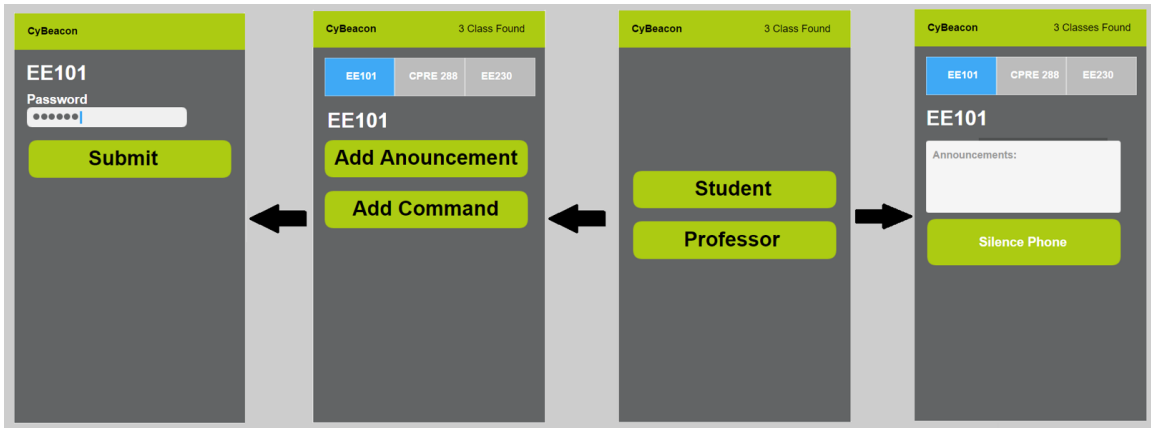 CyBeacon
EE101
Password
Submit
CyBeacon 3 Class Found
EE101 CPRE 288 EE230
EE101
Add Anouncement
Add Command
CyBeacon 3 Class Found
Student
Professor
CyBeacon 3 Classes Found
EE101 CPRE 288 EE230
EE101
Announcements:
Silence Phone